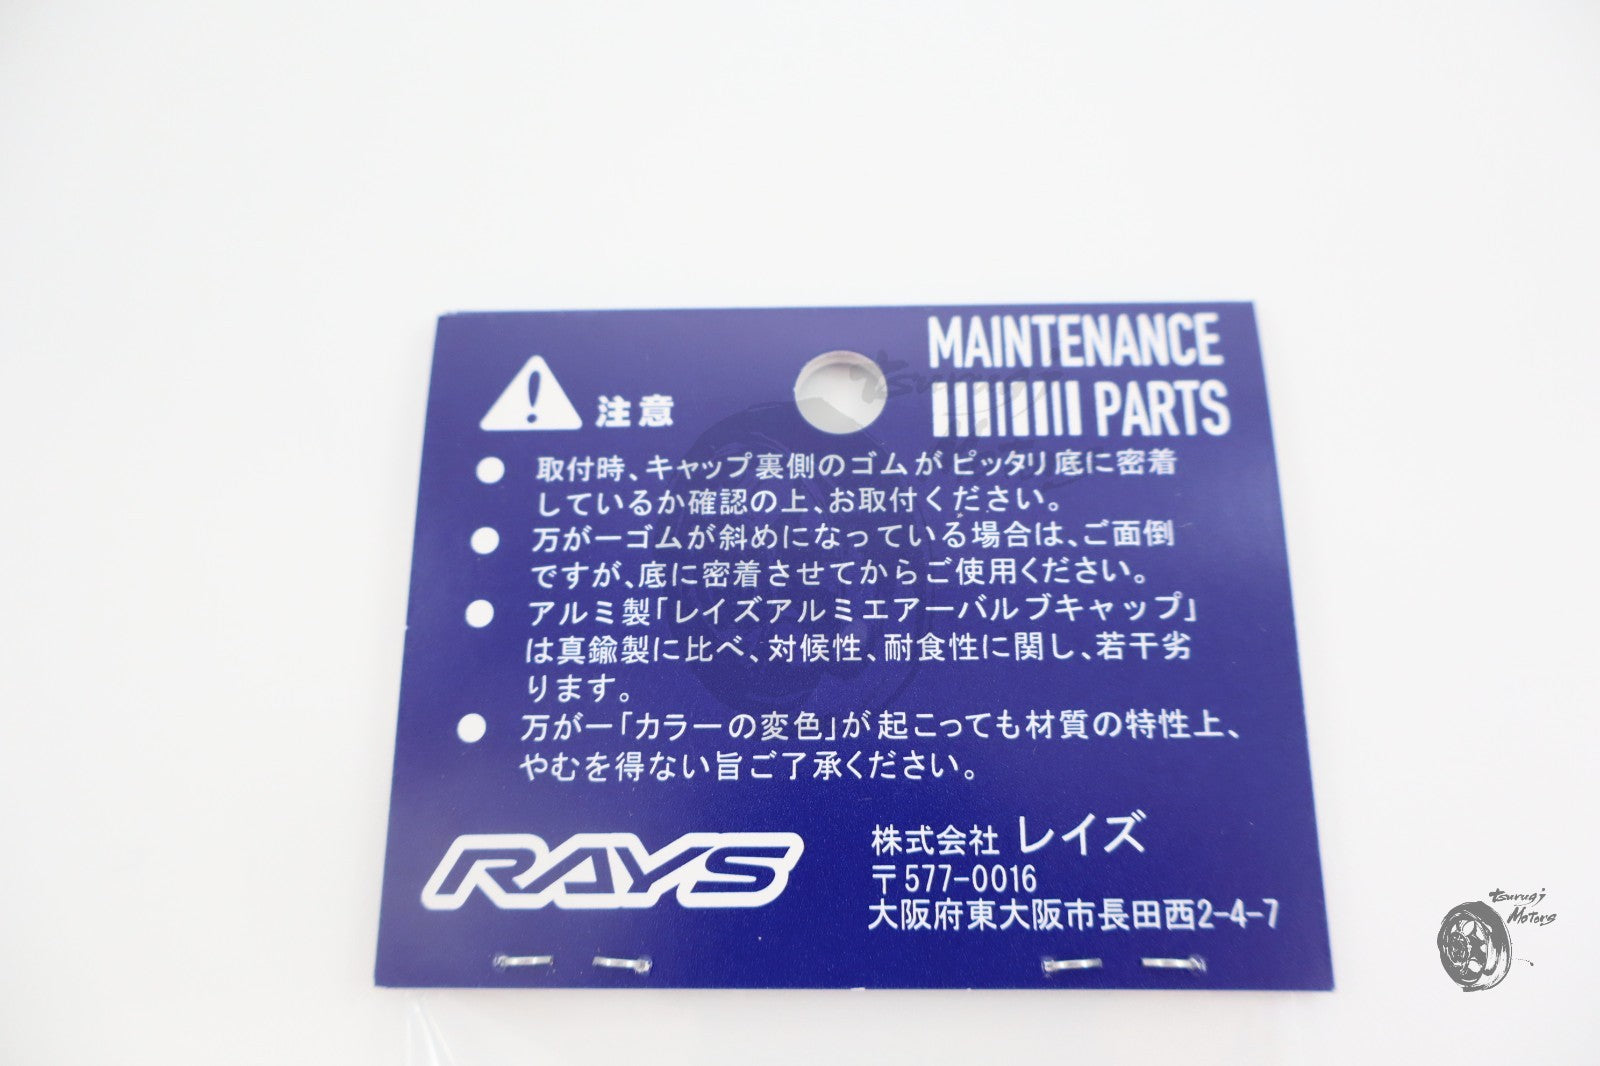 MAINTENANCE
PARTS
注意
● 取付時、キャップ裏側のゴムがピッタリ底に密着
しているか確認の上、お取付ください。
● 万が一ゴムが斜めになっている場合は、ご面倒
ですが、底に密着させてからご使用ください。
● アルミ製「レイズアルミエアーバルブキャップ」
は真鍮製に比べ、対候性、耐食性に関し、若干劣
ります。
● 万が一「カラーの変色」が起こっても材質の特性上、
やむを得ない旨ご了承ください。
RAYS
株式会社 レイズ
〒577-0016
大阪府東大阪市長田西2-4-7
tsurugi
Motors
tsurugi
Motors